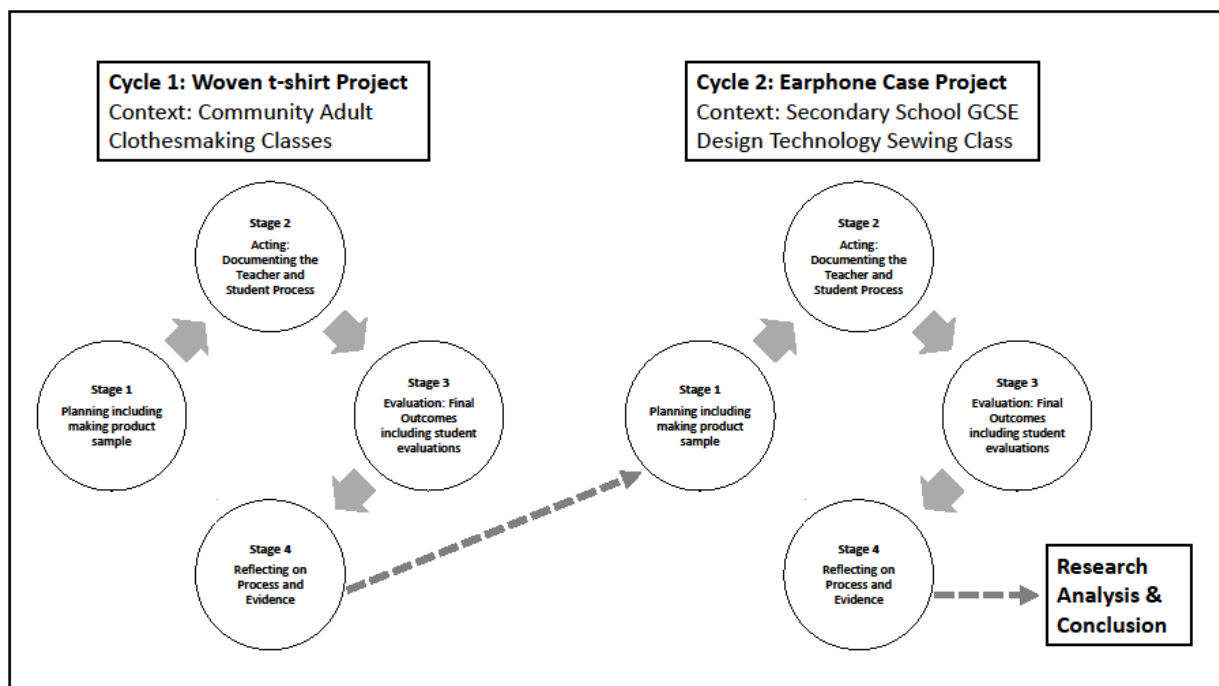 Cycle 1: Woven t-shirt Project
Context: Community Adult
Clothesmaking Classes
Stage 1
Planning including
making product
sample
Stage 2
Acting:
Documenting the
Teacher and
Student Process
Stage 3
Evaluation: Final
Outcomes
including student
evaluations
Stage 4
Reflecting on
Process and
Evidence
Cycle 2: Earphone Case Project
Context: Secondary School GCSE
Design Technology Sewing Class
Stage 1
Planning including
making product
sample
Stage 2
Acting:
Documenting the
Teacher and
Student Process
Stage 3
Evaluation: Final
Outcomes
including student
evaluations
Stage 4
Reflecting on
Process and
Evidence
Research
Analysis &
Conclusion